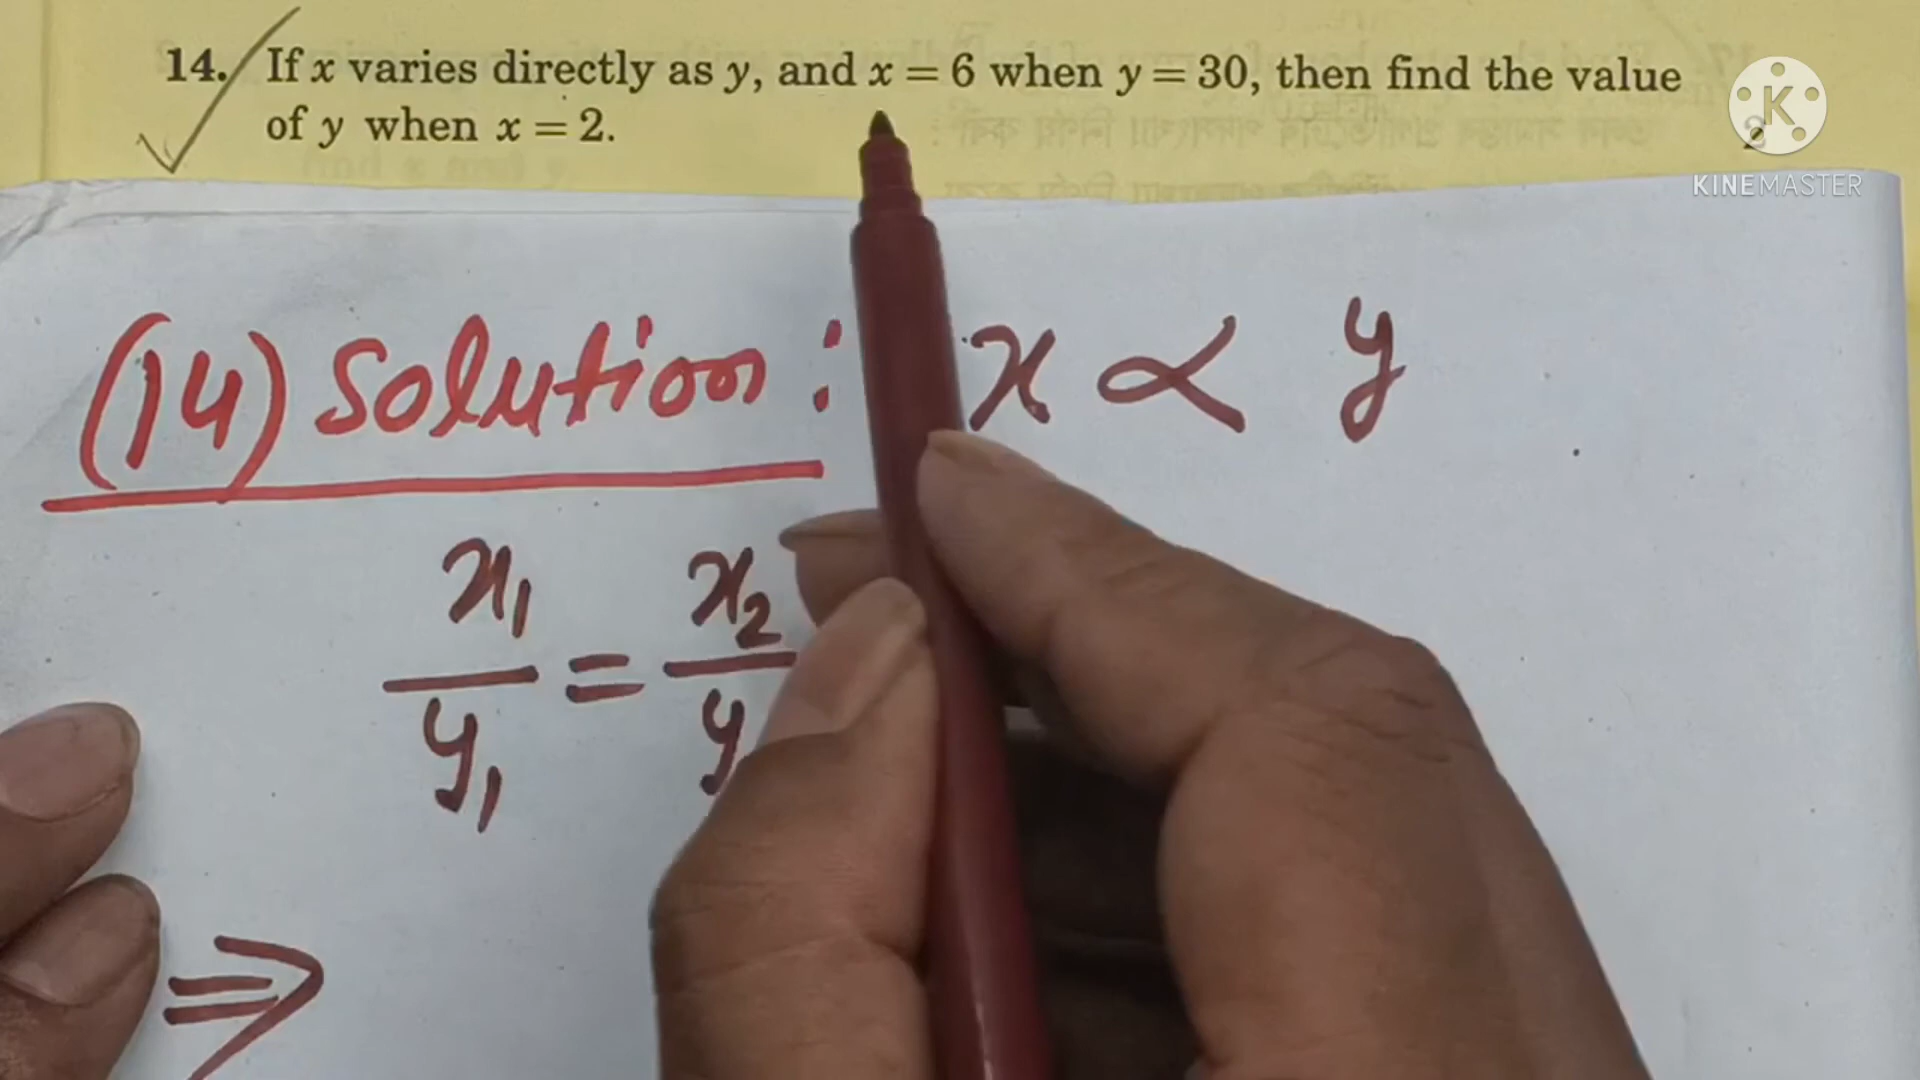 14. If x varies directly as y, and x = 6 when y = 30, then find the value
of y when x = 2.
2
K
KINEMASTER
(14) Solution : x ∝ y
x₁ = x₂
y₁ y
⇒